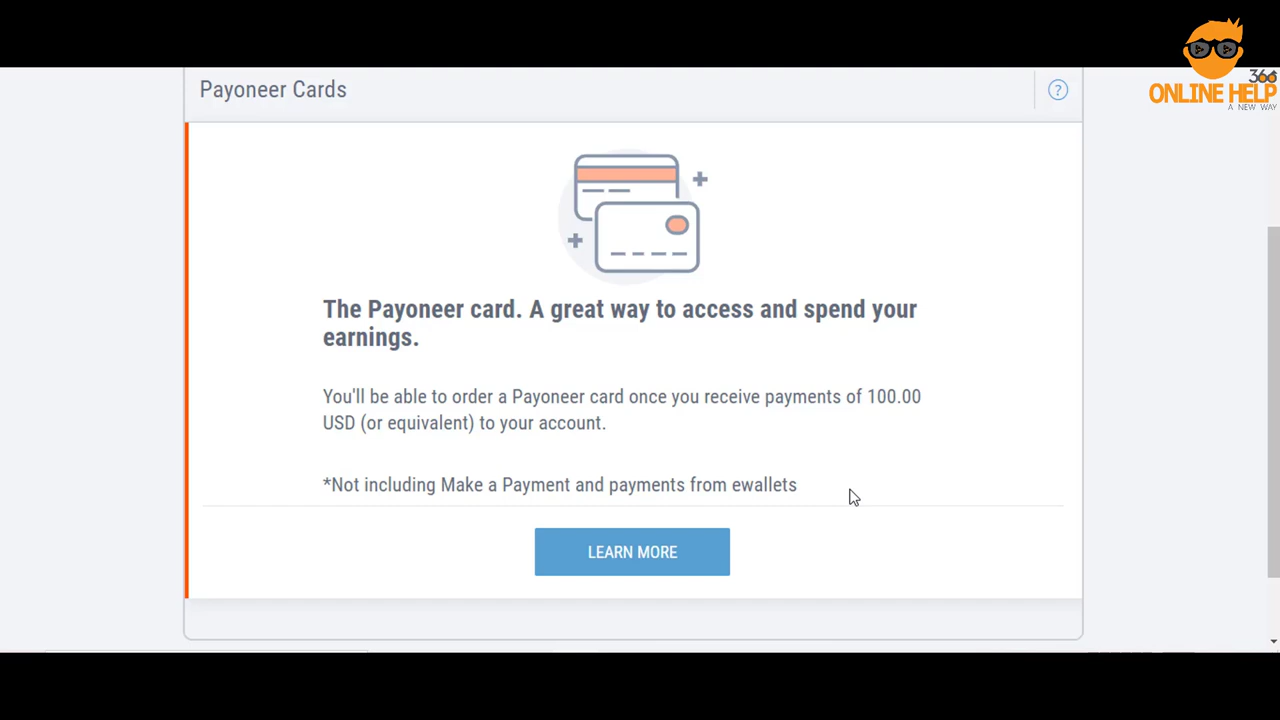 366
ONLINE HELP
A NEW WAY
Payoneer Cards
?
The Payoneer card. A great way to access and spend your
earnings.
You'll be able to order a Payoneer card once you receive payments of 100.00
USD (or equivalent) to your account.
*Not including Make a Payment and payments from ewallets
LEARN MORE